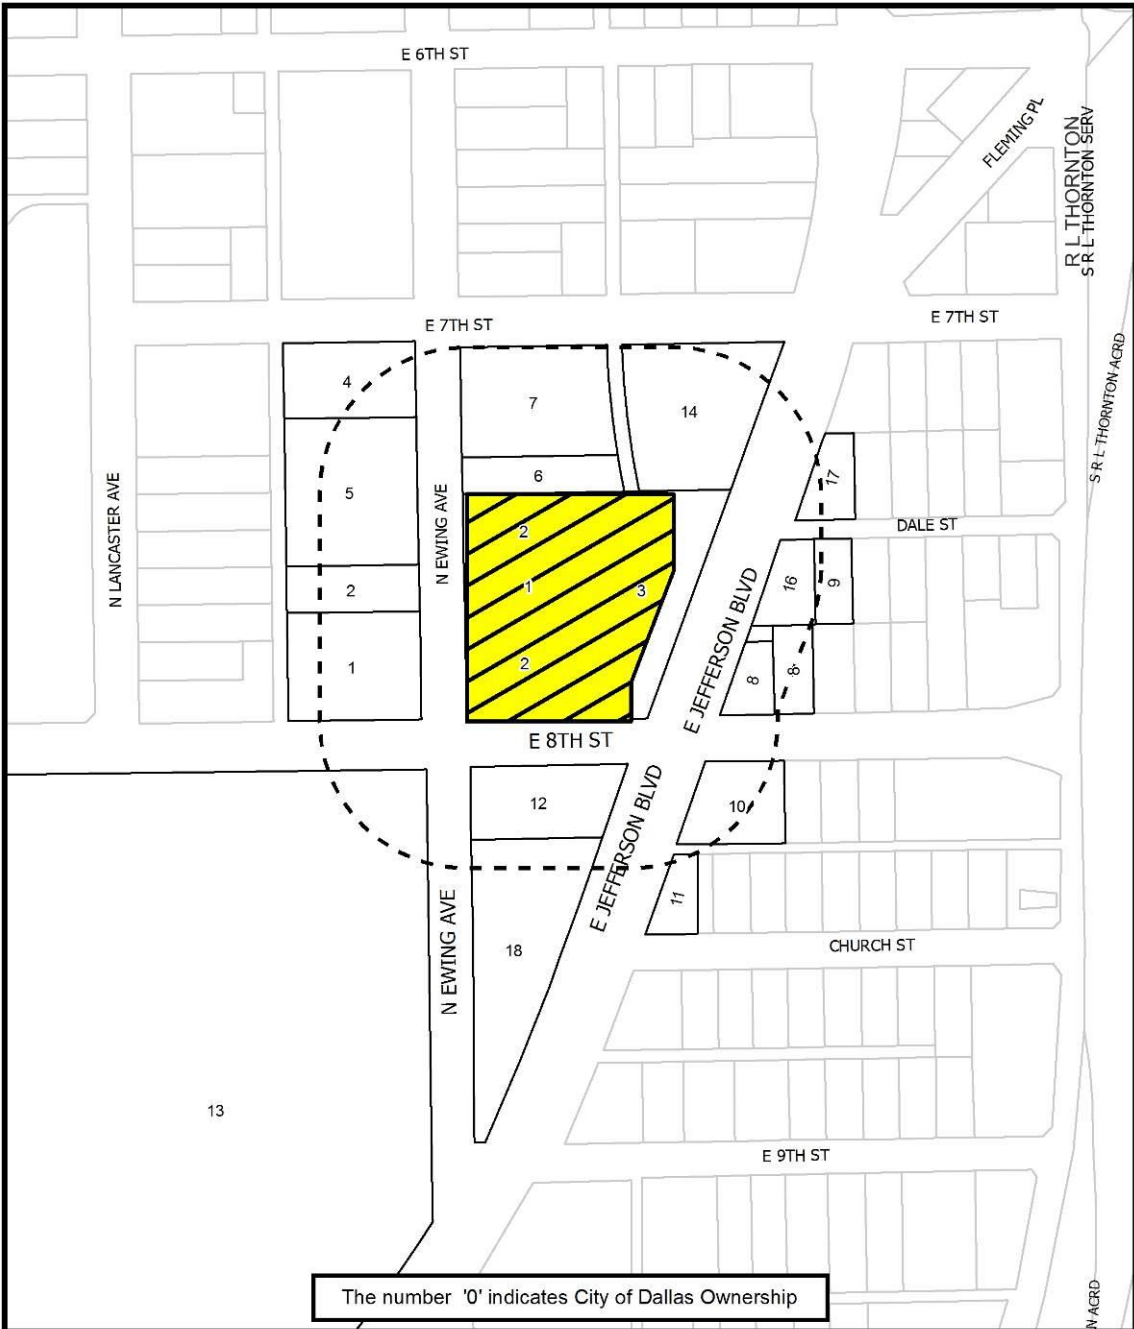 E 6TH ST
FLEMING PL
R L THORNTON
S R L THORNTON SERV
E 7TH ST
E 7TH ST
S R L THORNTON ACRD
4
7
14
N LANCASTER AVE
5
N EWING AVE
6
17
DALE ST
2
1
3
2
2
1
16
9
8
8
E JEFFERSON BLVD
E 8TH ST
12
10
E JEFFERSON BLVD
11
N EWING AVE
18
CHURCH ST
13
E 9TH ST
The number '0' indicates City of Dallas Ownership
N ACRD